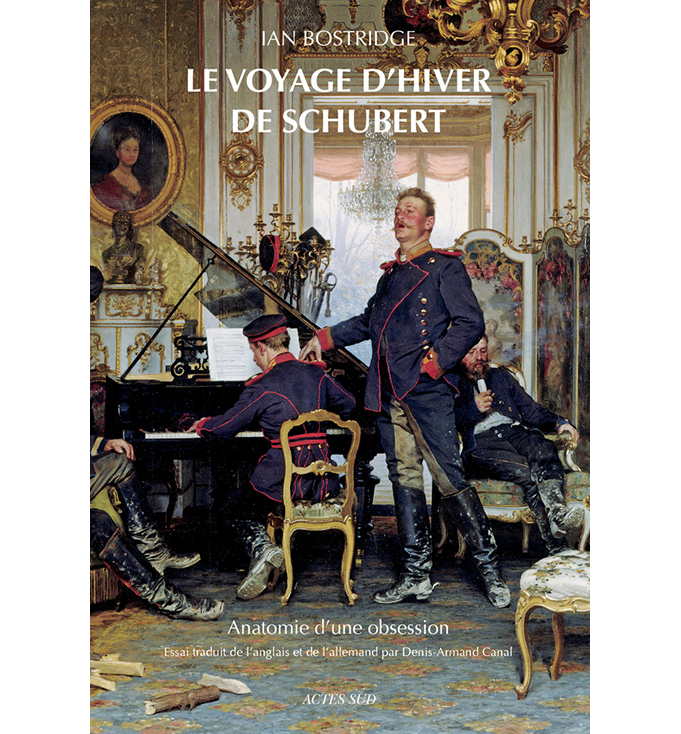 IAN BOSTRIDGE
LE VOYAGE D'HIVER
DE SCHUBERT
Anatomie d'une obsession
Essai traduit de l'anglais et de l'allemand par Denis-Armand Canal
ACTES SUD